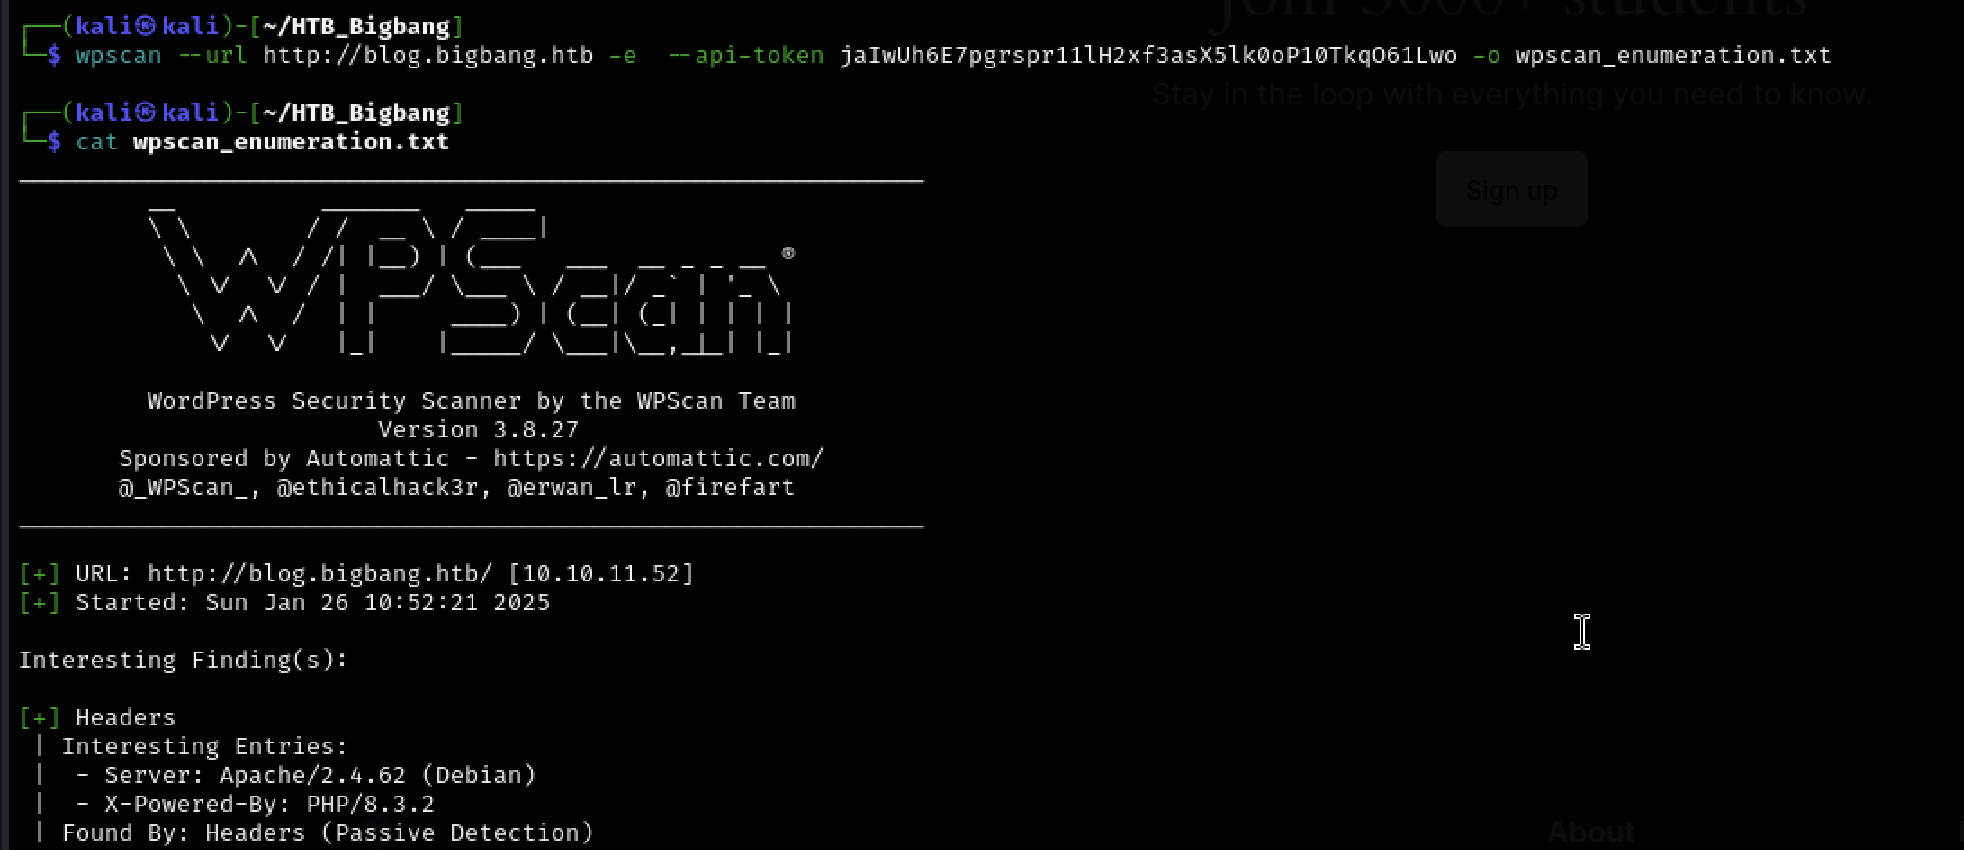 ┌──(kali㉿kali)-[~/HTB_Bigbang]
└─$ wpscan --url http://blog.bigbang.htb -e  --api-token jaIwUh6E7pgrspr11lH2xf3asX5lk0oP10TkqO61Lwo -o wpscan_enumeration.txt
Join 5000+ students
Stay in the loop with everything you need to know.
┌──(kali㉿kali)-[~/HTB_Bigbang]
└─$ cat wpscan_enumeration.txt
Sign up
WPScan ®
WordPress Security Scanner by the WPScan Team
Version 3.8.27
Sponsored by Automattic - https://automattic.com/
@_WPScan_, @ethicalhack3r, @erwan_lr, @firefart
[+] URL: http://blog.bigbang.htb/ [10.10.11.52]
[+] Started: Sun Jan 26 10:52:21 2025
Interesting Finding(s):
[+] Headers
| Interesting Entries:
|  - Server: Apache/2.4.62 (Debian)
|  - X-Powered-By: PHP/8.3.2
| Found By: Headers (Passive Detection)
About